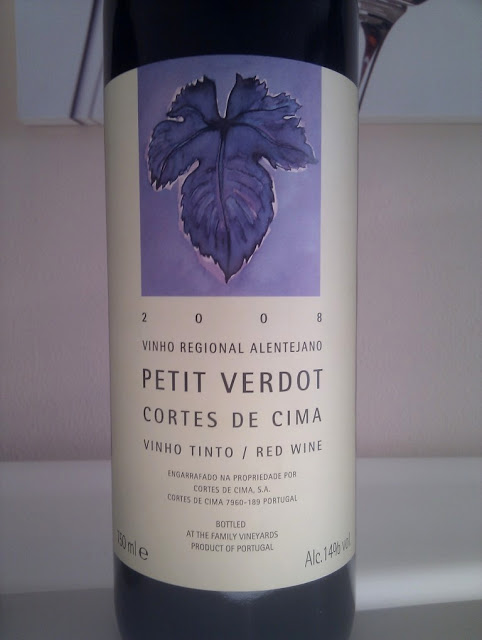 2 0 0 8
VINHO REGIONAL ALENTEJANO
PETIT VERDOT
CORTES DE CIMA
VINHO TINTO / RED WINE
ENGARRAFADO NA PROPRIEDADE POR
CORTES DE CIMA, S.A.
CORTES DE CIMA 7960-189 PORTUGAL
BOTTLED
AT THE FAMILY VINEYARDS
PRODUCT OF PORTUGAL
750 ml e
Alc.14% vol.